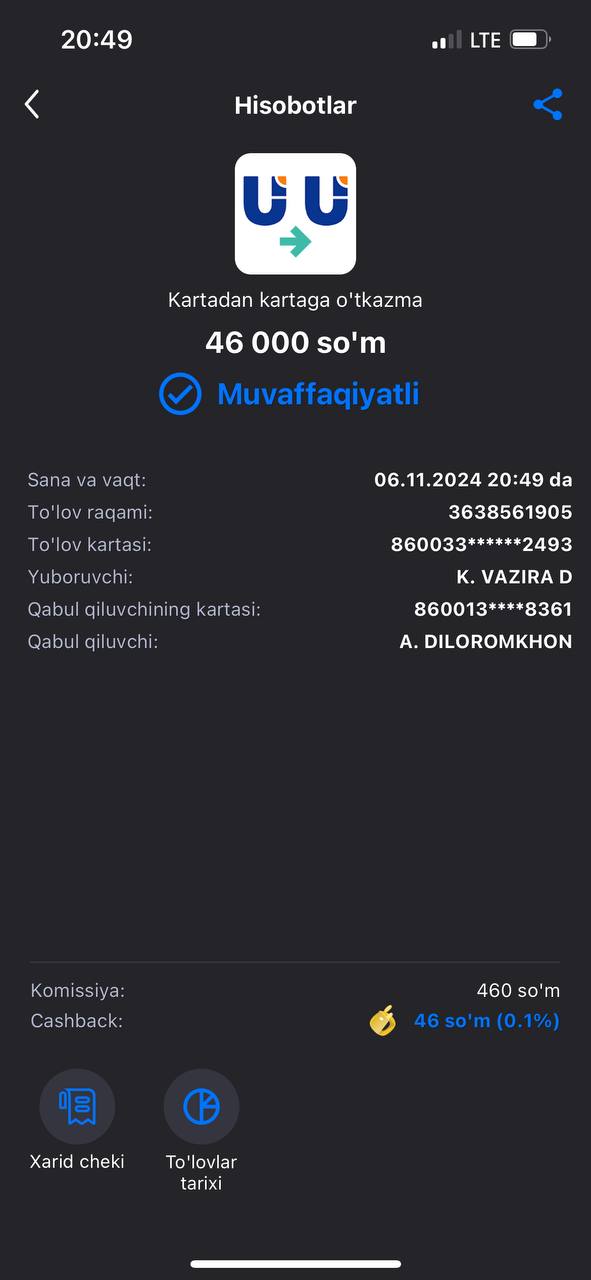 20:49 LTE
Hisobotlar
Kartadan kartaga o'tkazma
46 000 so'm
Muvaffaqiyatli
Sana va vaqt: 06.11.2024 20:49 da
To'lov raqami: 3638561905
To'lov kartasi: 860033******2493
Yuboruvchi: K. VAZIRA D
Qabul qiluvchining kartasi: 860013****8361
Qabul qiluvchi: A. DILOROMKHON
Komissiya: 460 so'm
Cashback: 46 so'm (0.1%)
Xarid cheki To'lovlar
tarixi